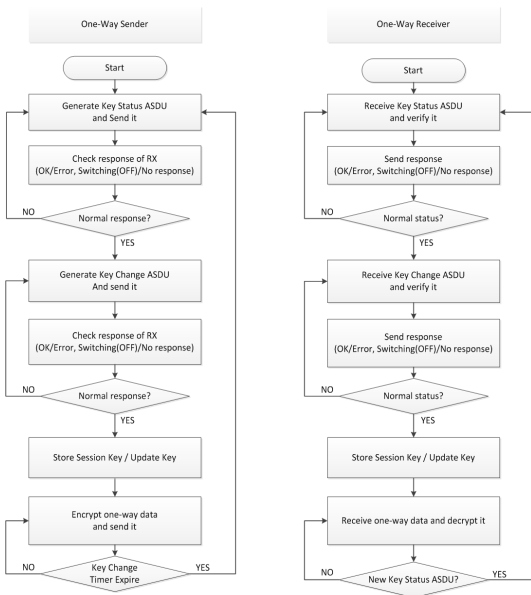 One-Way Sender
Start
Generate Key Status ASDU
and Send it
Check response of RX
(OK/Error, Switching(OFF)/No response)
NO
Normal response?
YES
Generate Key Change ASDU
And send it
Check response of RX
(OK/Error, Switching(OFF)/No response)
NO
Normal response?
YES
Store Session Key / Update Key
Encrypt one-way data
and send it
NO
Key Change
Timer Expire
YES
One-Way Receiver
Start
Receive Key Status ASDU
and verify it
Send response
(OK/Error, Switching(OFF)/No response)
NO
Normal status?
YES
Receive Key Change ASDU
and verify it
Send response
(OK/Error, Switching(OFF)/No response)
NO
Normal status?
YES
Store Session Key / Update Key
Receive one-way data and decrypt it
NO
New Key Status ASDU?
YES